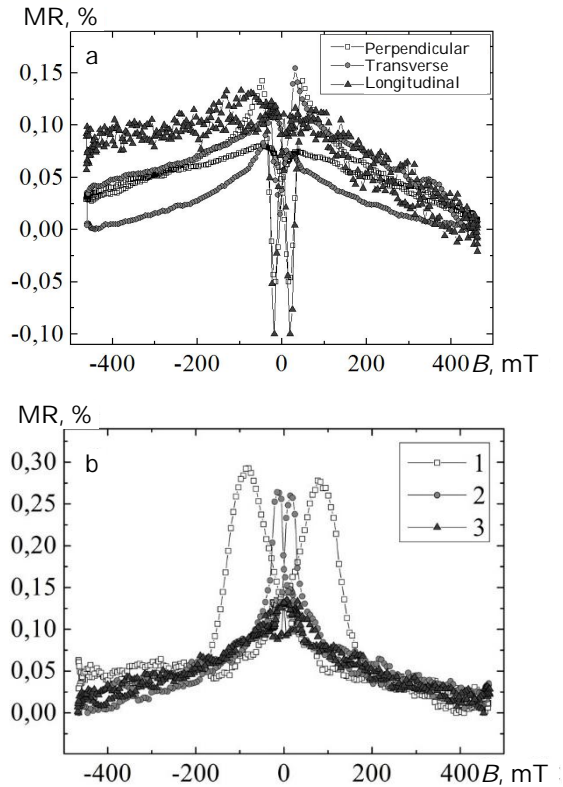 MR, %
a
Perpendicular
Transverse
Longitudinal
0,15
0,10
0,05
0,00
-0,05
-0,10
-400 -200 0 200 400 B, mT
MR, %
b
1
2
3
0,30
0,25
0,20
0,15
0,10
0,05
0,00
-400 -200 0 200 400 B, mT